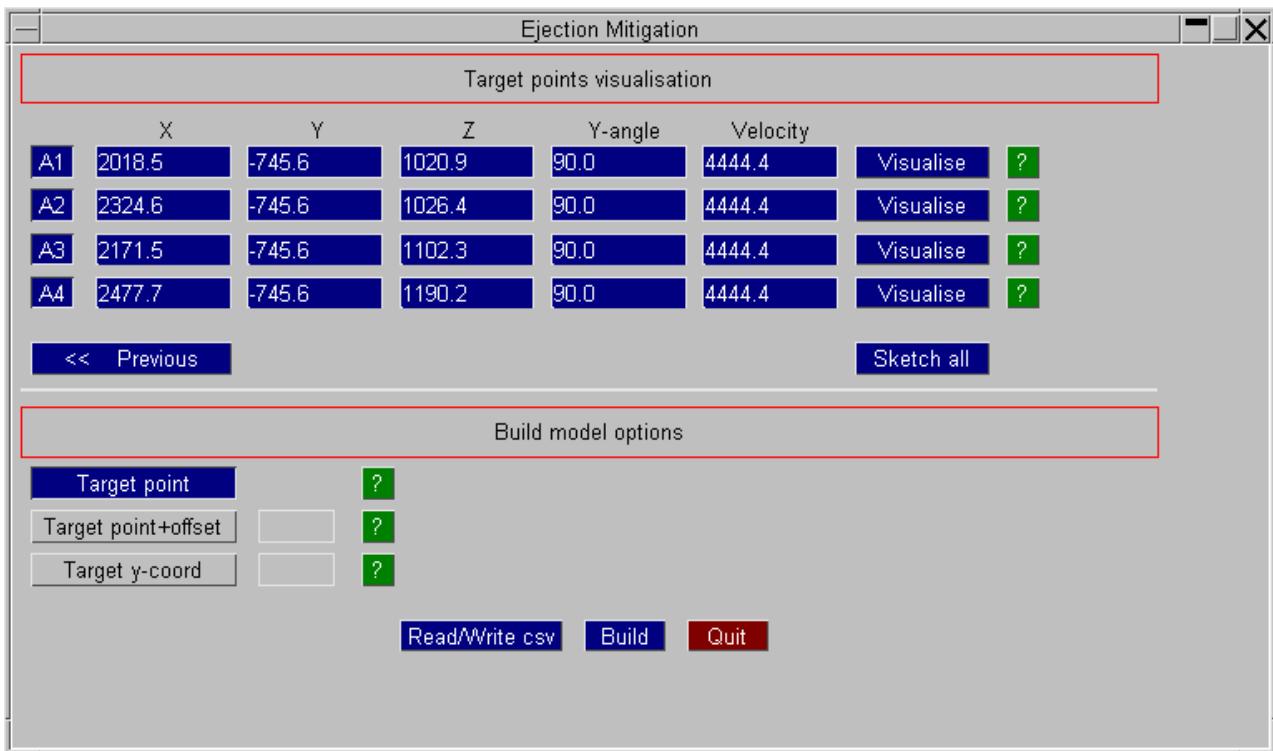 Ejection Mitigation
Target points visualisation
X Y Z Y-angle Velocity
A1 2018.5 -745.6 1020.9 90.0 4444.4 Visualise ?
A2 2324.6 -745.6 1026.4 90.0 4444.4 Visualise ?
A3 2171.5 -745.6 1102.3 90.0 4444.4 Visualise ?
A4 2477.7 -745.6 1190.2 90.0 4444.4 Visualise ?
<< Previous Sketch all
Build model options
Target point ?
Target point+offset ?
Target y-coord ?
Read/Write csv Build Quit